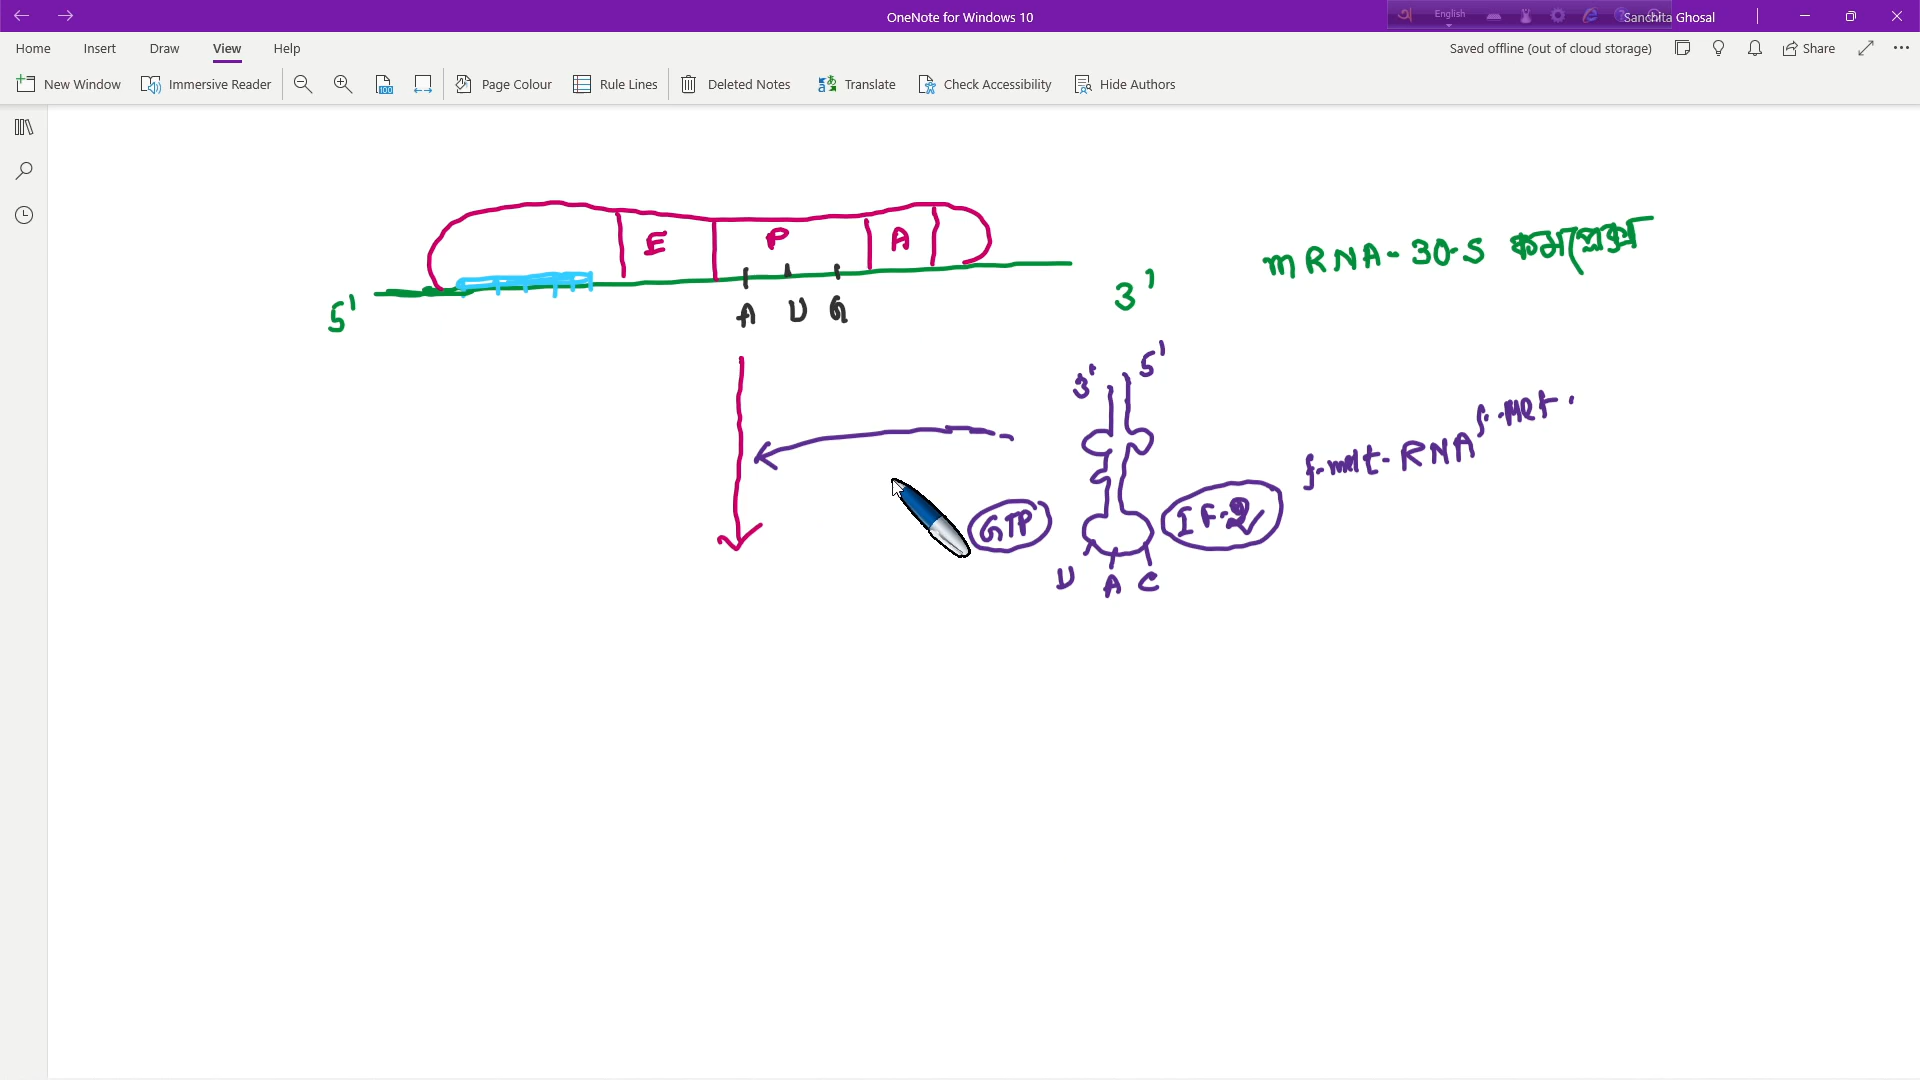 OneNote for Windows 10
English
Sanchita Ghosal
Home Insert Draw View Help
Saved offline (out of cloud storage)
Share
New Window Immersive Reader Page Colour Rule Lines Deleted Notes Translate Check Accessibility Hide Authors
E P A
mRNA-30-S কমপ্লেক্স
5' 3'
A U G
3' 5'
f-met-RNA f-Met.
GTP IF-2
U A C